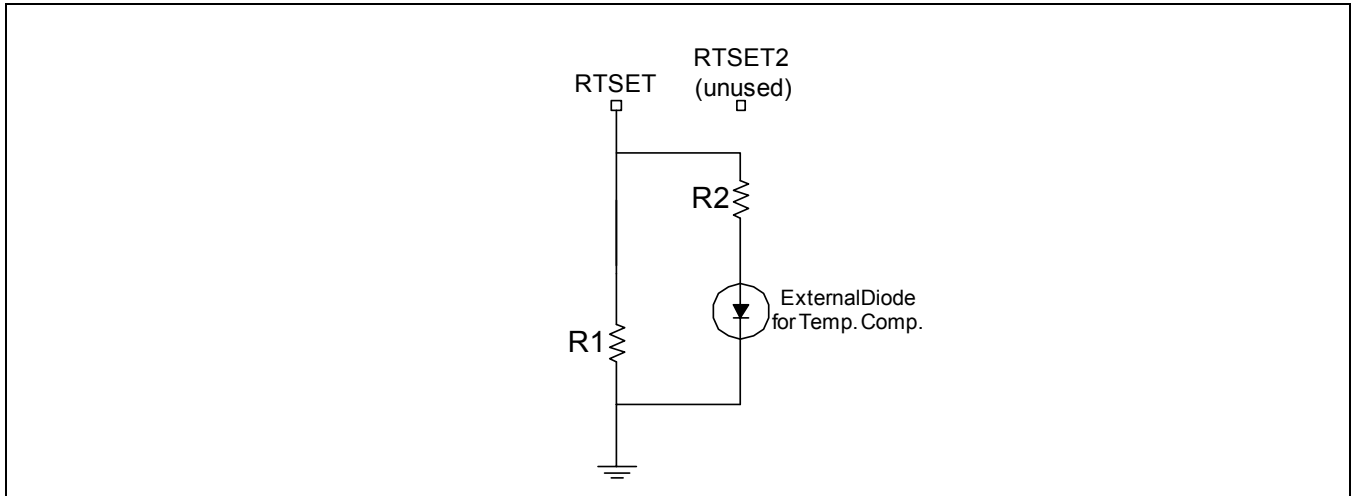 RTSET
RTSET2
(unused)
R2
R1
ExternalDiode
for Temp. Comp.